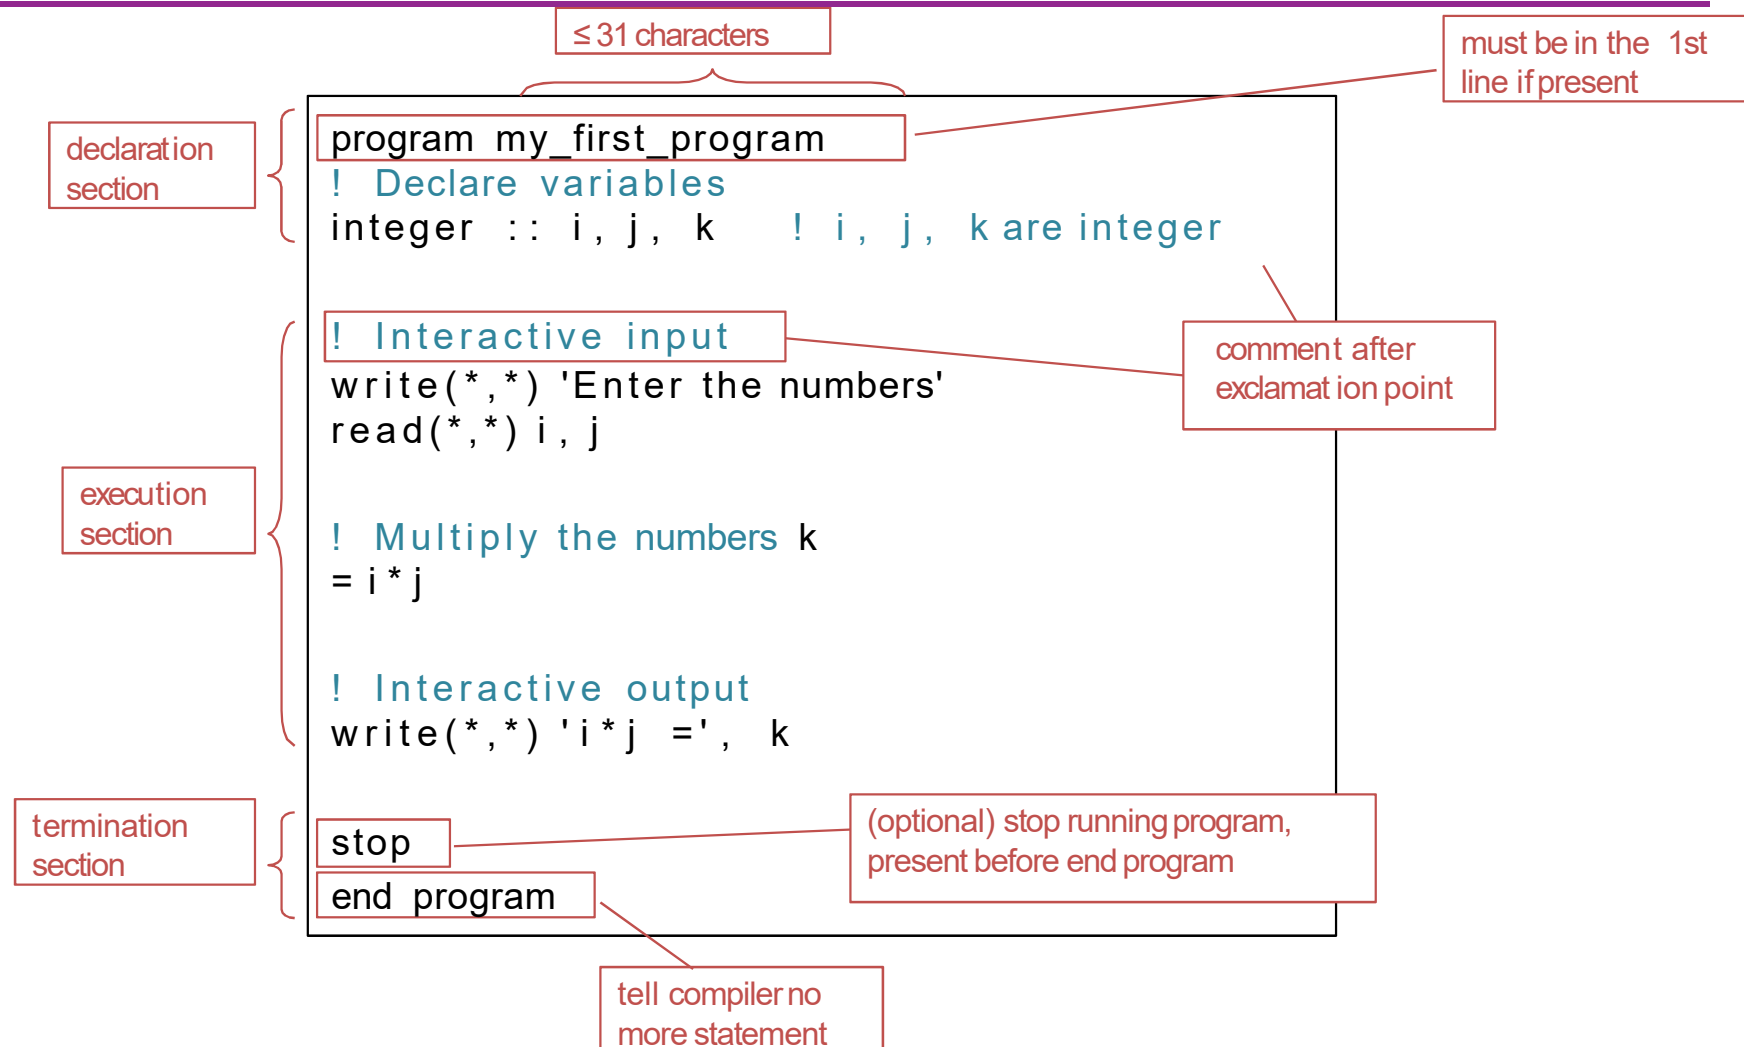 ≤ 31 characters
must be in the 1st
line if present
declaration
section
program my_first_program
! Declare variables
integer :: i, j, k ! i, j, k are integer
! Interactive input
comment after
exclamation point
write(*,*) 'Enter the numbers'
read(*,*) i, j
execution
section
! Multiply the numbers k
= i*j
! Interactive output
write(*,*) 'i*j =', k
termination
section
stop
(optional) stop running program,
present before end program
end program
tell compiler no
more statement